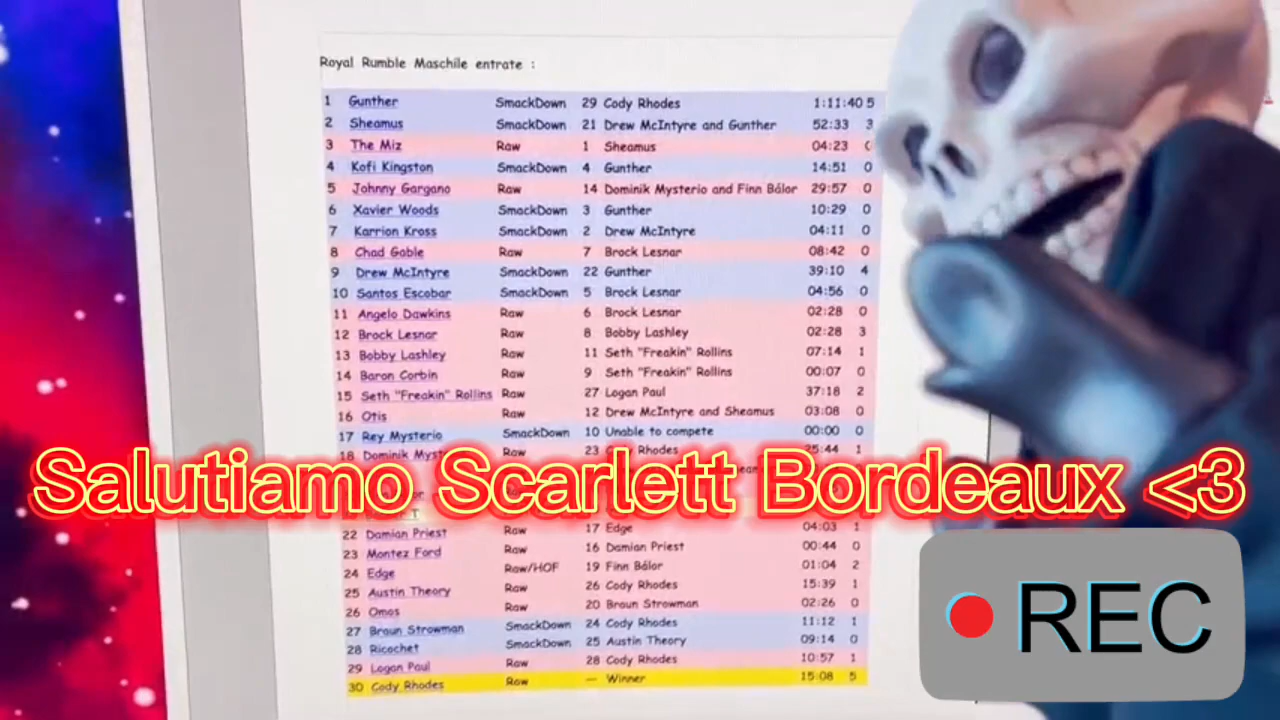 Royal Rumble Maschile entrate :
1 Gunther SmackDown 29 Cody Rhodes 1:11:40 5
2 Sheamus SmackDown 21 Drew McIntyre and Gunther 52:33 3
3 The Miz Raw 1 Sheamus 04:23
4 Kofi Kingston SmackDown 4 Gunther 14:51 0
5 Johnny Gargano Raw 14 Dominik Mysterio and Finn Bálor 29:57 0
6 Xavier Woods SmackDown 3 Gunther 10:29 0
7 Karrion Kross SmackDown 2 Drew McIntyre 04:11 0
8 Chad Gable Raw 7 Brock Lesnar 08:42 0
9 Drew McIntyre SmackDown 22 Gunther 39:10 4
10 Santos Escobar SmackDown 5 Brock Lesnar 04:56 0
11 Angelo Dawkins Raw 6 Brock Lesnar 02:28 0
12 Brock Lesnar Raw 8 Bobby Lashley 02:28 3
13 Bobby Lashley Raw 11 Seth "Freakin" Rollins 07:14 1
14 Baron Corbin Raw 9 Seth "Freakin" Rollins 00:07 0
15 Seth "Freakin" Rollins Raw 27 Logan Paul 37:18 2
16 Otis Raw 12 Drew McIntyre and Sheamus 03:08 0
17 Rey Mysterio SmackDown 10 Unable to compete 00:00 0
18 Dominik Raw 23 Cody Rhodes 25:44 1
Salutiamo Scarlett Bordeaux <3
22 Damian Priest Raw 17 Edge 04:03 1
23 Montez Ford Raw 16 Damian Priest 00:44 0
24 Edge Raw/HOF 19 Finn Bálor 01:04 2
25 Austin Theory Raw 26 Cody Rhodes 15:39 1
26 Omos Raw 20 Braun Strowman 02:26 0
27 Braun Strowman SmackDown 24 Cody Rhodes 11:12 1
28 Ricochet SmackDown 25 Austin Theory 09:14 0
29 Logan Paul Raw 28 Cody Rhodes 10:57 1
30 Cody Rhodes Raw — Winner 15:08 5
REC